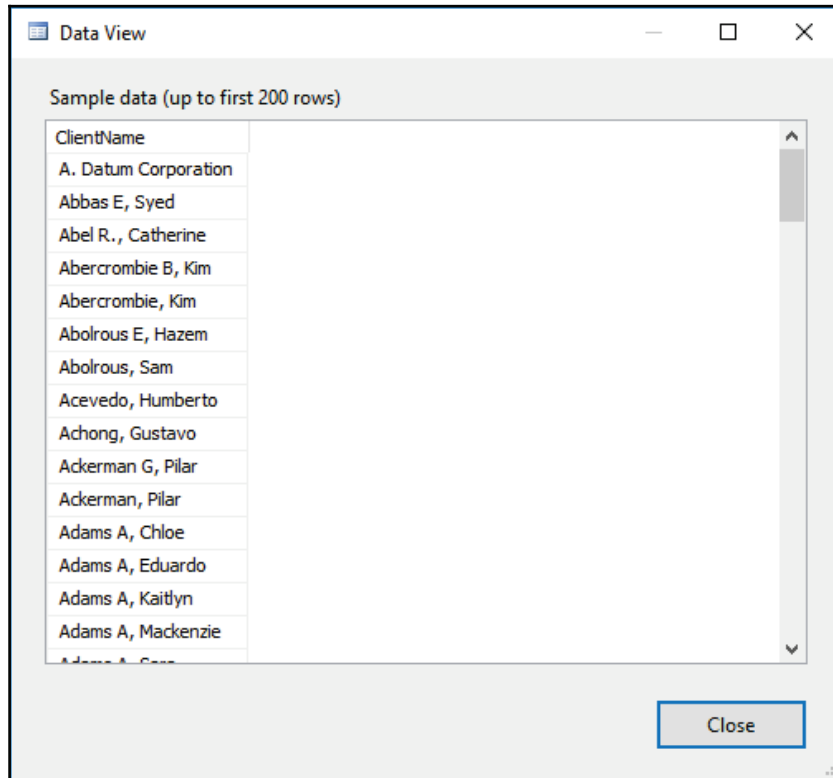 Data View
Sample data (up to first 200 rows)
ClientName
A. Datum Corporation
Abbas E, Syed
Abel R., Catherine
Abercrombie B, Kim
Abercrombie, Kim
Abolrous E, Hazem
Abolrous, Sam
Acevedo, Humberto
Achong, Gustavo
Ackerman G, Pilar
Ackerman, Pilar
Adams A, Chloe
Adams A, Eduardo
Adams A, Kaitlyn
Adams A, Mackenzie
Adams A,
Close